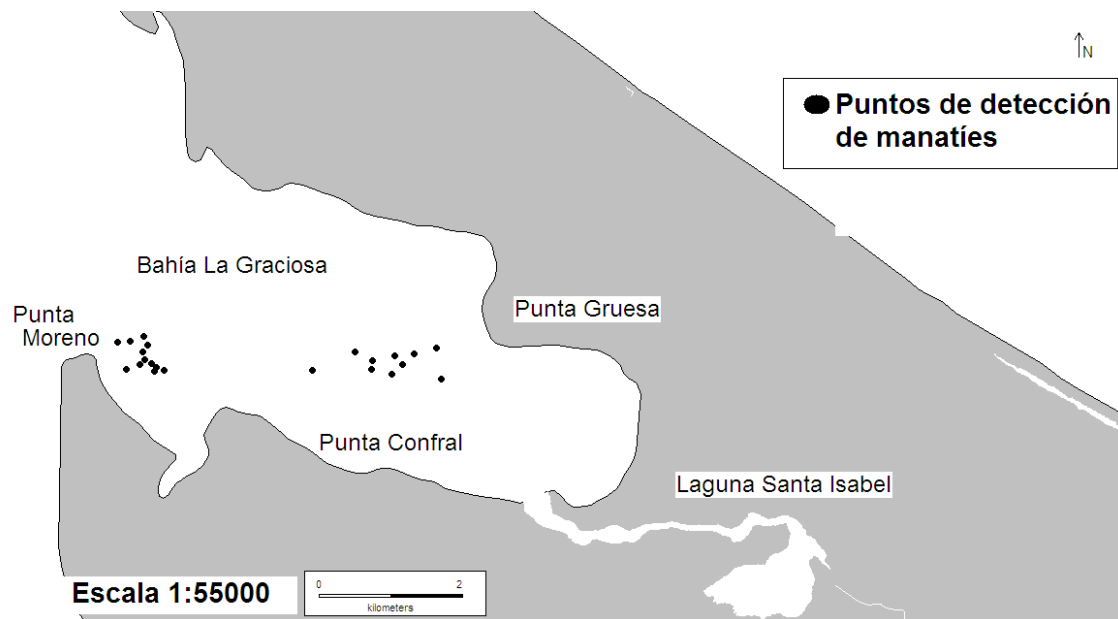 N
Puntos de detección
de manatíes
Bahía La Graciosa
Punta
Moreno
Punta Gruesa
Punta Confral
Laguna Santa Isabel
Escala 1:55000
0 2
kilometers